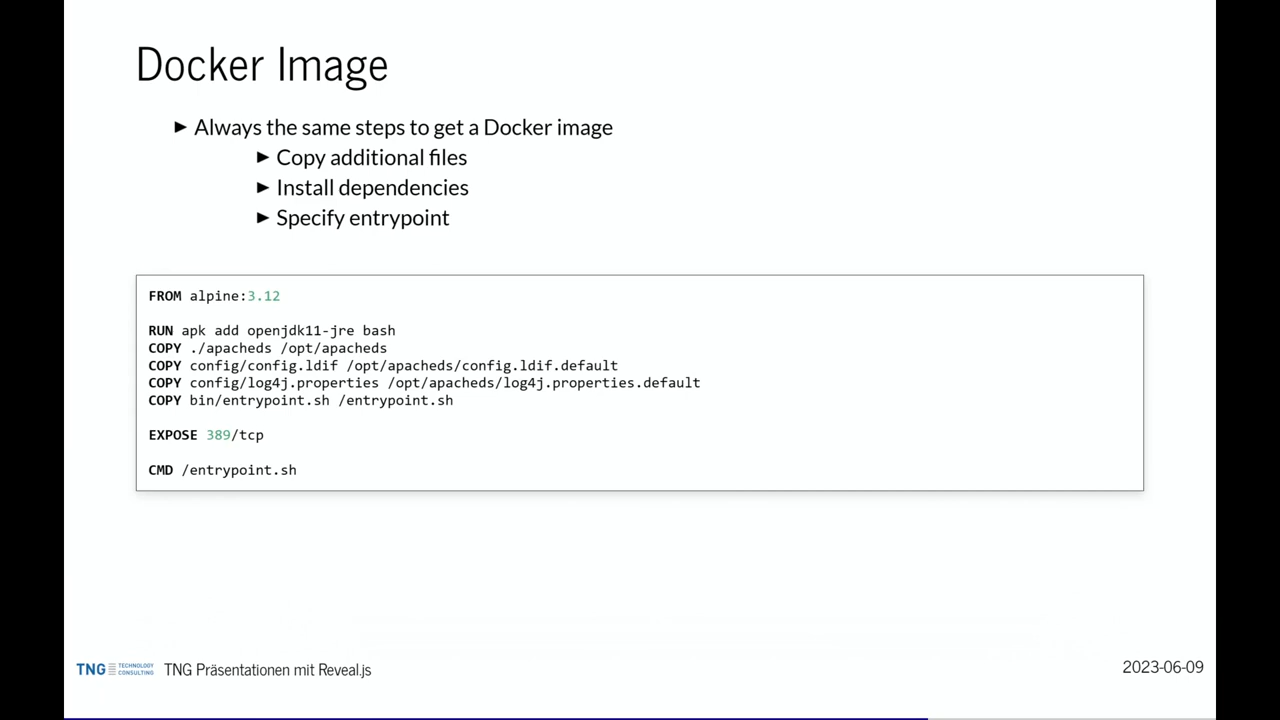 Docker Image
▶ Always the same steps to get a Docker image
▶ Copy additional files
▶ Install dependencies
▶ Specify entrypoint
FROM alpine:3.12
RUN apk add openjdk11-jre bash
COPY ./apacheds /opt/apacheds
COPY config/config.ldif /opt/apacheds/config.ldif.default
COPY config/log4j.properties /opt/apacheds/log4j.properties.default
COPY bin/entrypoint.sh /entrypoint.sh
EXPOSE 389/tcp
CMD /entrypoint.sh
TNG TECHNOLOGY CONSULTING TNG Präsentationen mit Reveal.js
2023-06-09